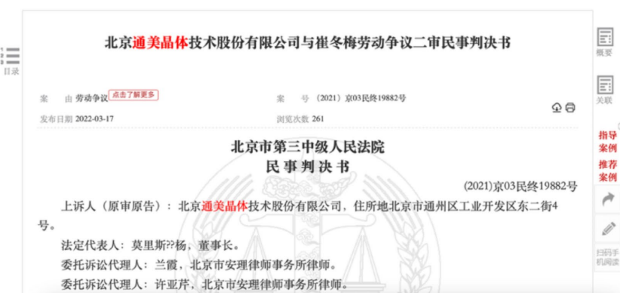 北京通美晶体技术股份有限公司与崔冬梅劳动争议二审民事判决书
目录
概要
案 由 劳动争议 点击了解更多
案 号 (2021) 京03民终19882号
发布日期 2022-03-17
浏览次数 261
关联
北京市第三中级人民法院
民事判决书
指导
案例
推荐
案例
(2021)京03民终19882号
上诉人（原审原告）：北京通美晶体技术股份有限公司，住所地北京市通州区工业开发区东二街4
号。
法定代表人：莫里斯??杨，董事长。
委托诉讼代理人：兰霞，北京市安理律师事务所律师。
委托诉讼代理人：许亚芹，北京市安理律师事务所律师。
扫码手
机阅读